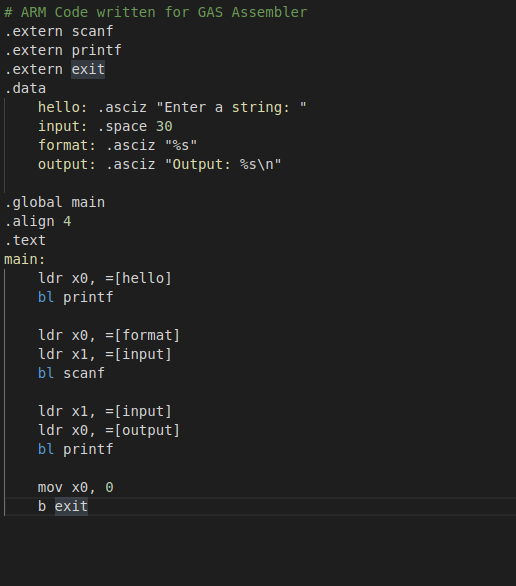 # ARM Code written for GAS Assembler
.extern scanf
.extern printf
.extern exit
.data
    hello: .asciz "Enter a string: "
    input: .space 30
    format: .asciz "%s"
    output: .asciz "Output: %s\n"

.global main
.align 4
.text
main:
    ldr x0, =[hello]
    bl printf

    ldr x0, =[format]
    ldr x1, =[input]
    bl scanf

    ldr x1, =[input]
    ldr x0, =[output]
    bl printf

    mov x0, 0
    b exit